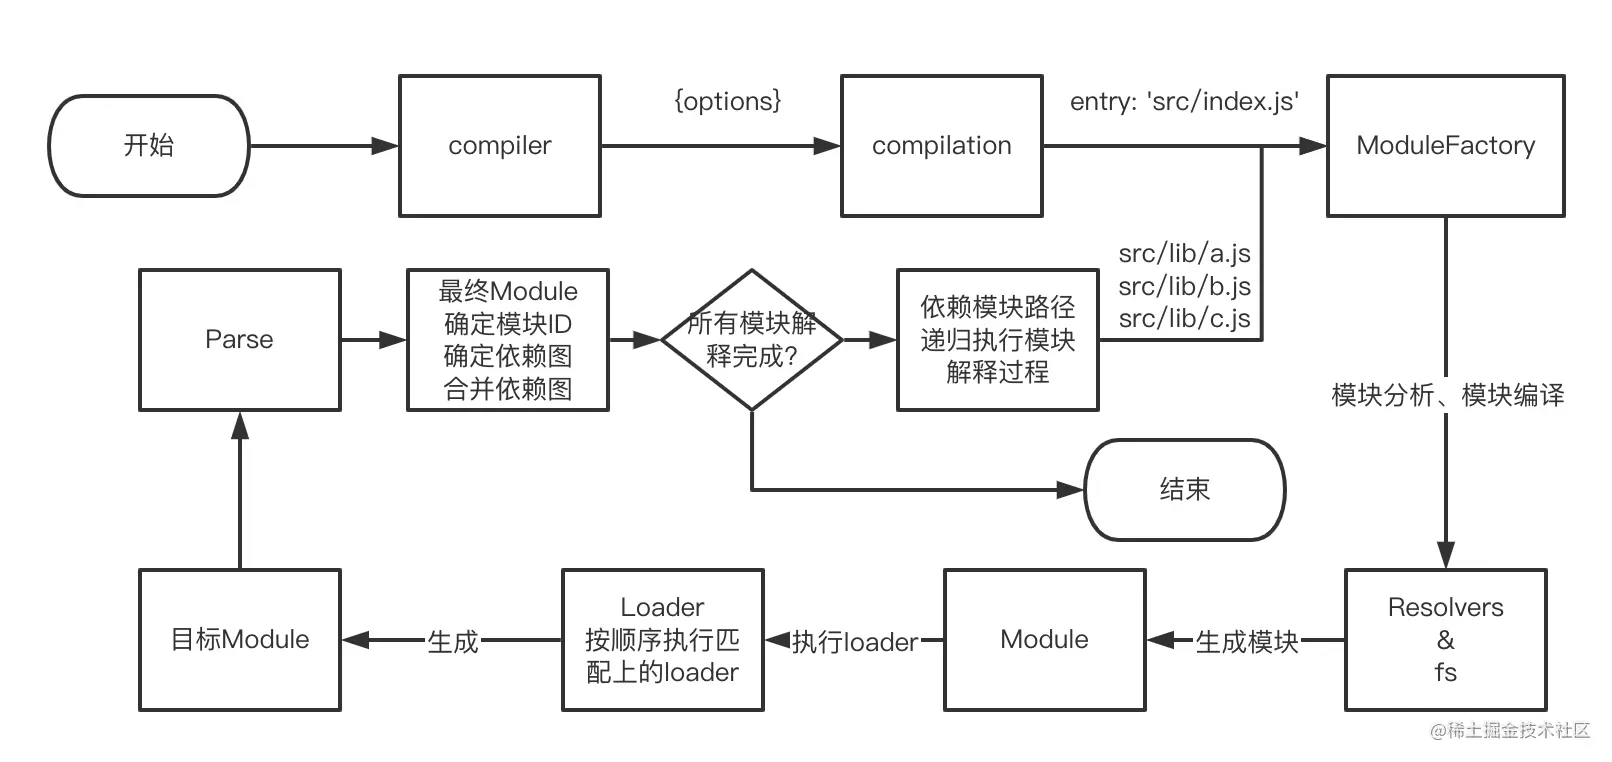 开始
compiler
{options}
compilation
entry: 'src/index.js'
ModuleFactory
Parse
最终Module
确定模块ID
确定依赖图
合并依赖图
所有模块解
释完成?
依赖模块路径
递归执行模块
解释过程
src/lib/a.js
src/lib/b.js
src/lib/c.js
模块分析、模块编译
结束
目标Module
生成
Loader
按顺序执行匹
配上的loader
执行loader
Module
生成模块
Resolvers
&
fs
@稀土掘金技术社区